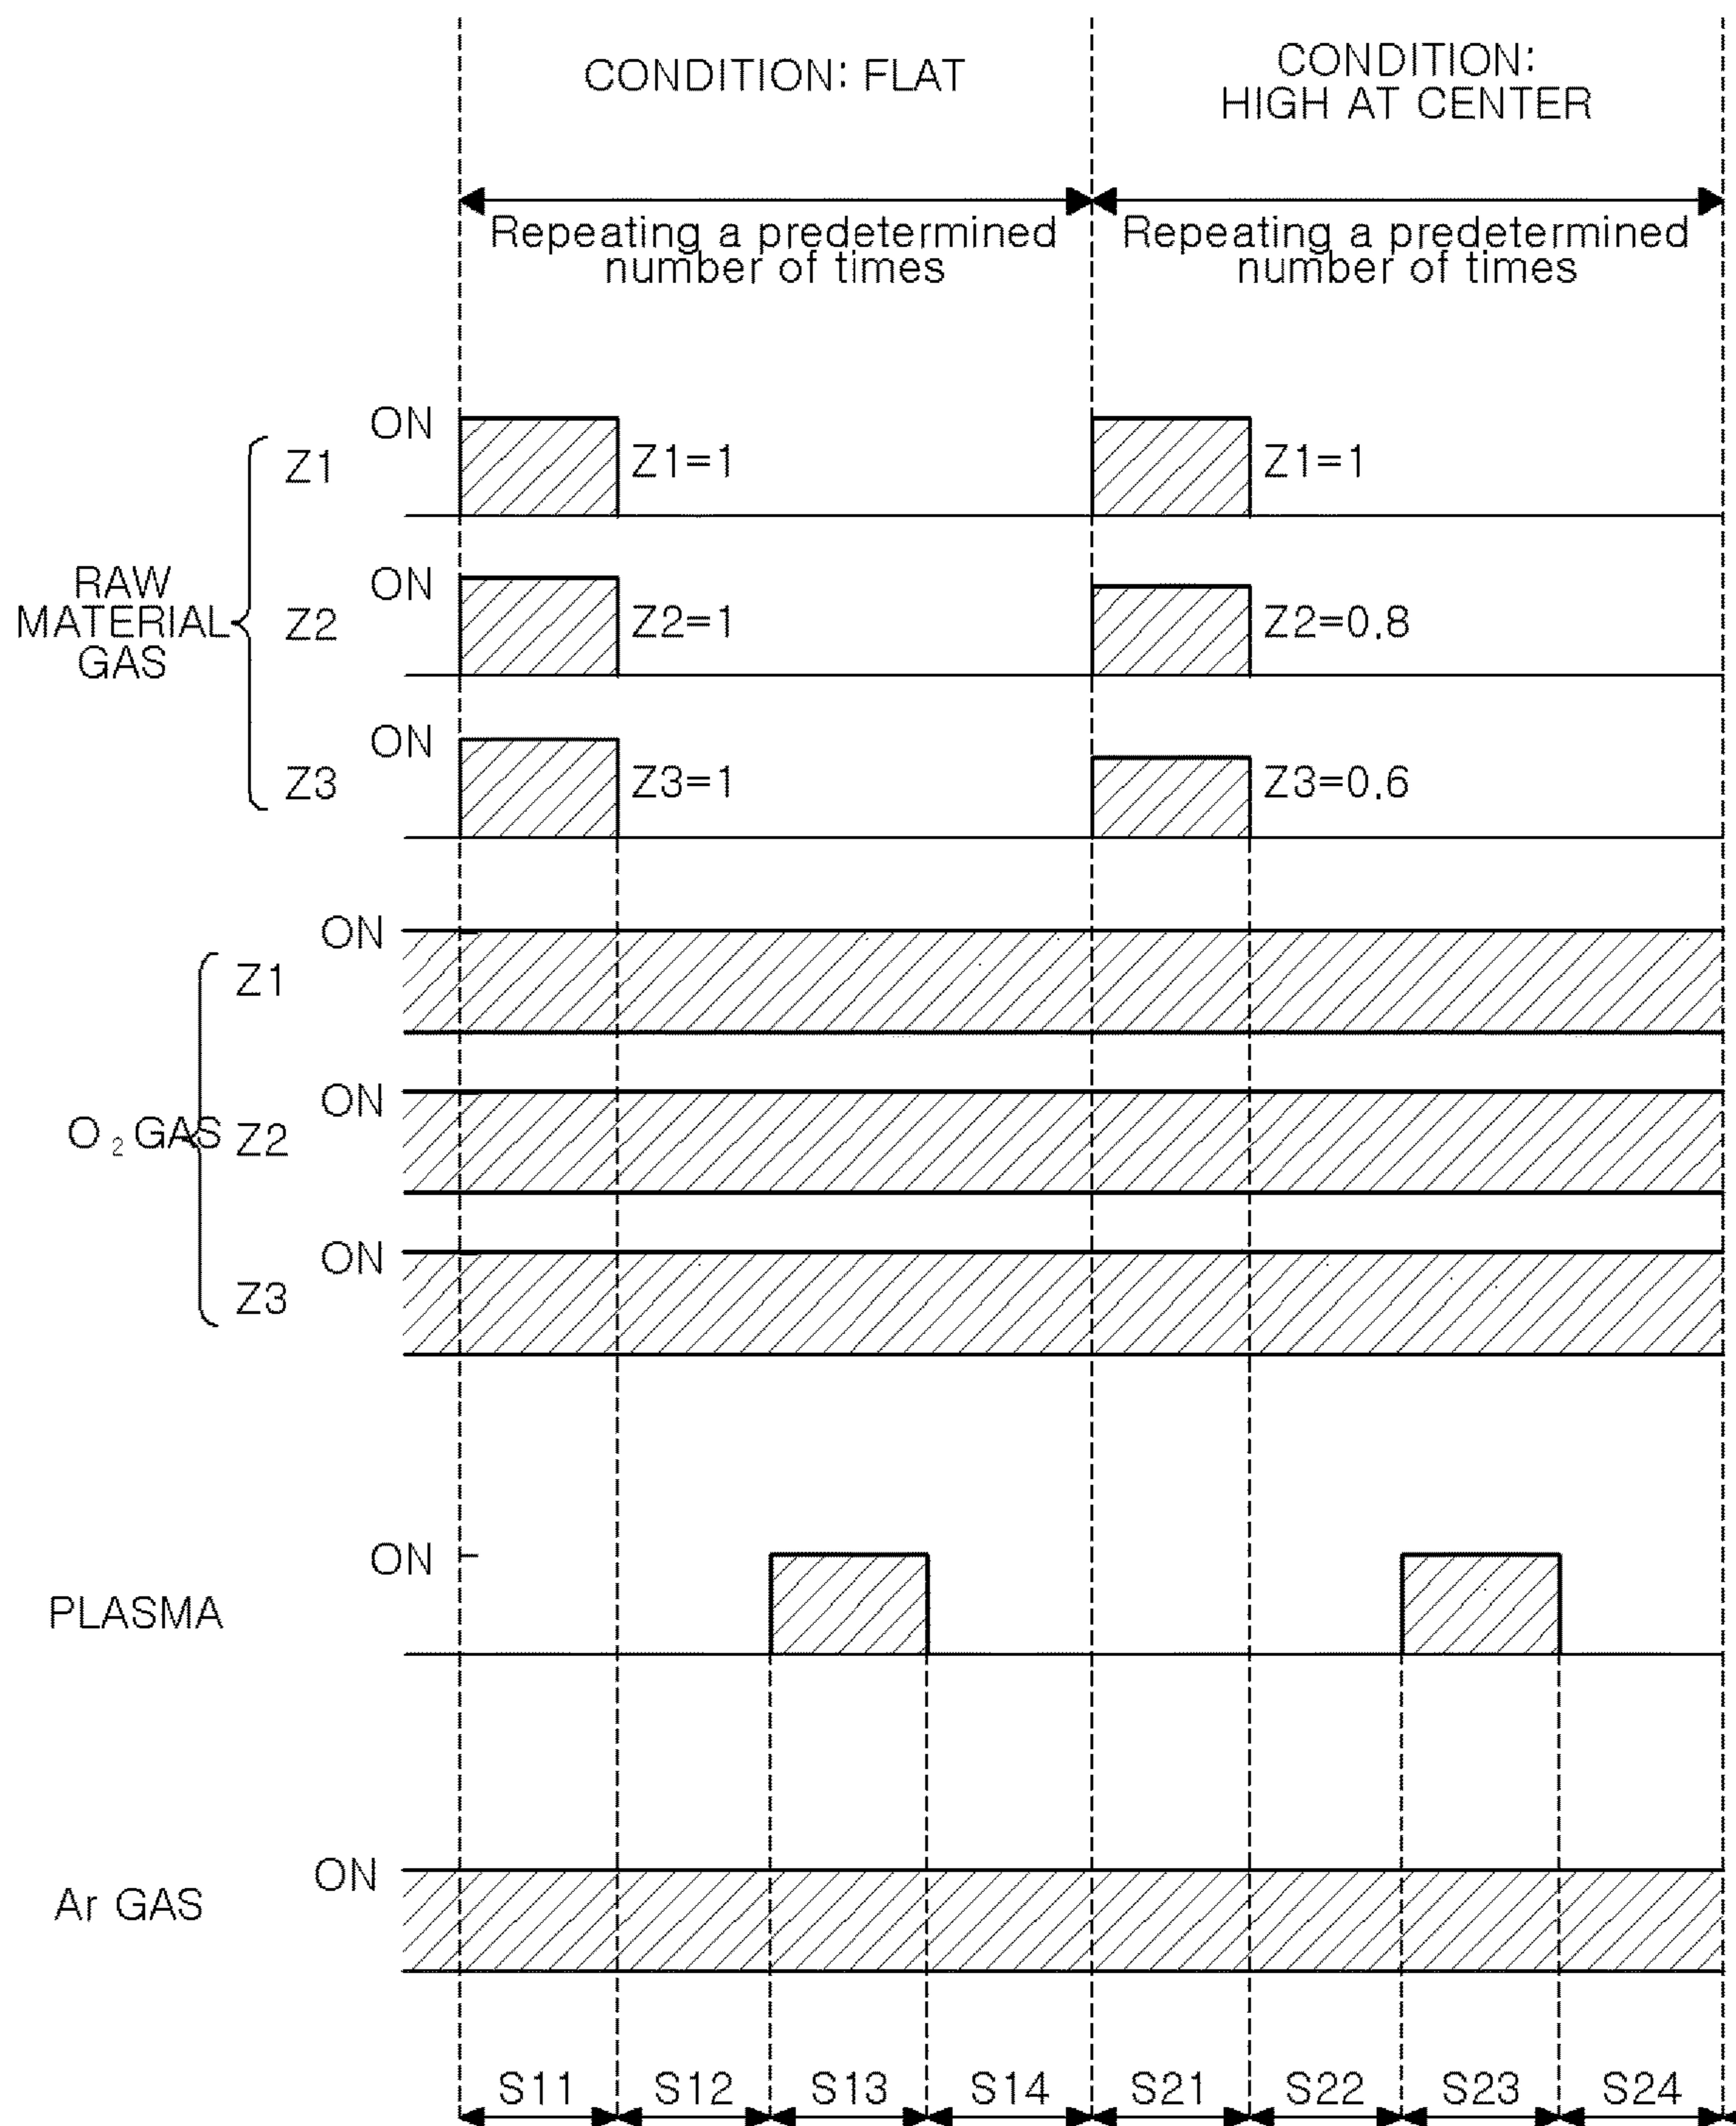 CONDITION: FLAT
CONDITION:
HIGH AT CENTER
Repeating a predetermined
number of times
Repeating a predetermined
number of times
RAW
MATERIAL
GAS
Z1
ON
Z1=1
Z1=1
Z2
ON
Z2=1
Z2=0.8
Z3
ON
Z3=1
Z3=0.6
O2 GAS
Z1
ON
Z2
ON
Z3
ON
PLASMA
ON
Ar GAS
ON
S11
S12
S13
S14
S21
S22
S23
S24